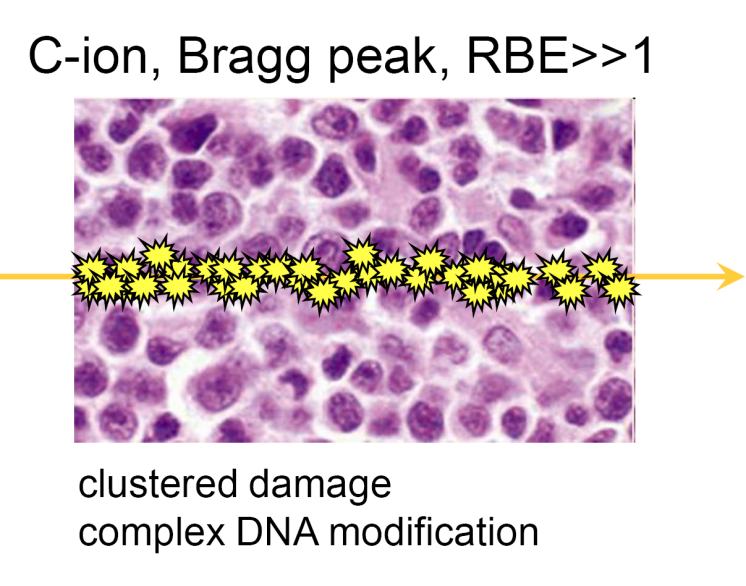 C-ion, Bragg peak, RBE>>1
clustered damage
complex DNA modification